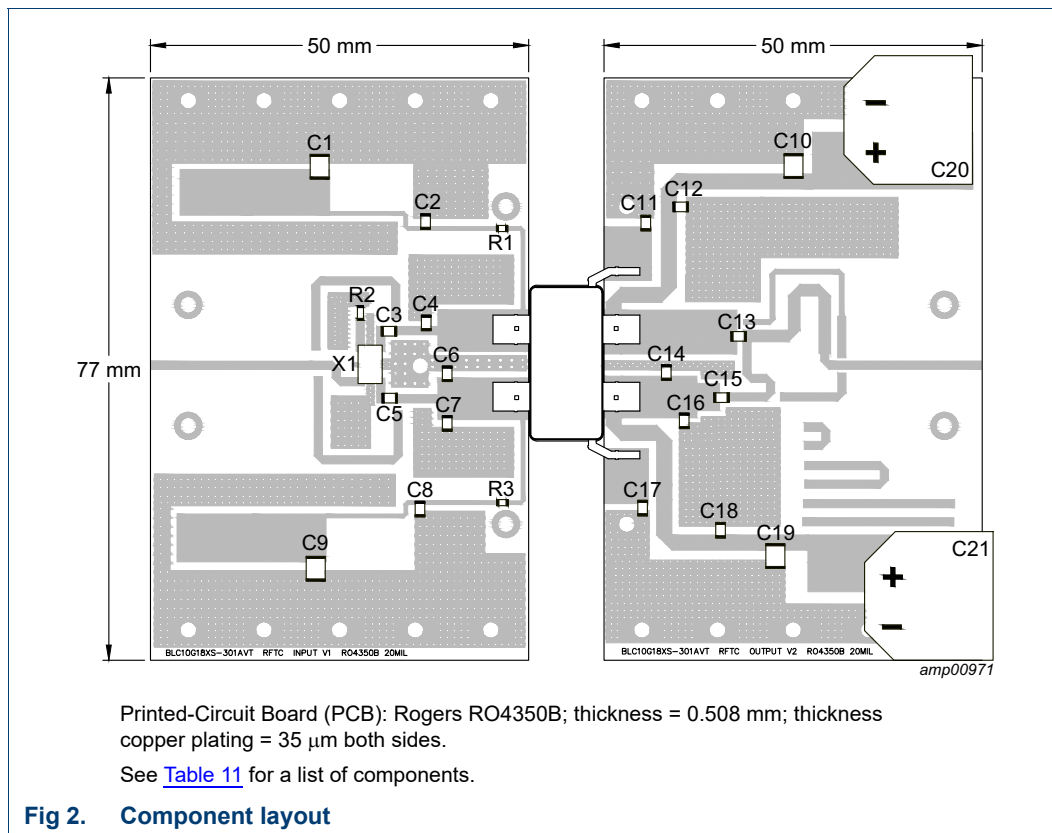 50 mm
50 mm
77 mm
C1
C2
R1
R2
C3
C4
X1
C6
C5
C7
C8
R3
C9
C10
C20
C11
C12
C13
C14
C15
C16
C17
C18
C19
C21
BLC10G18XS-301AVT RFTC INPUT V1 RO4350B 20MIL
BLC10G18XS-301AVT RFTC OUTPUT V2 RO4350B 20MIL
amp00971
Printed-Circuit Board (PCB): Rogers RO4350B; thickness = 0.508 mm; thickness
copper plating = 35 μm both sides.
See Table 11 for a list of components.
Fig 2. Component layout